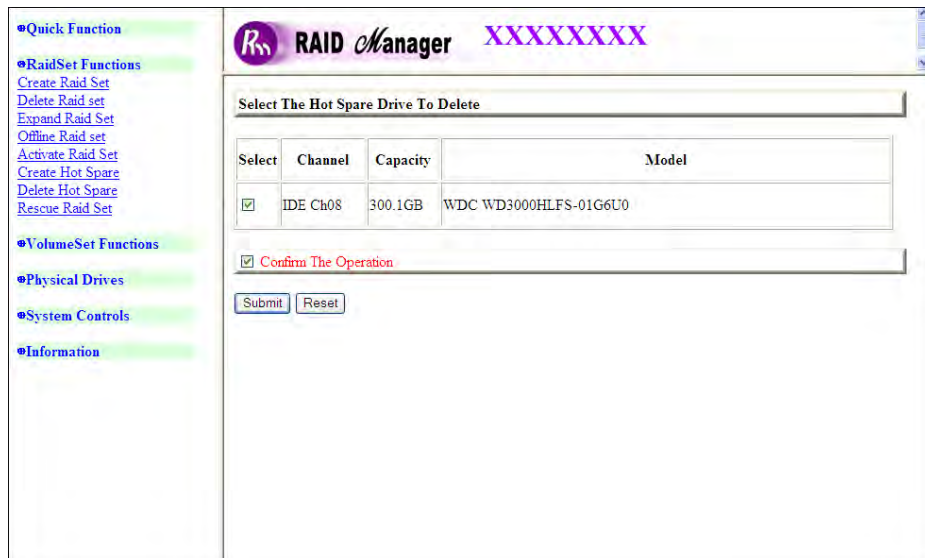 Quick Function
RaidSet Functions
Create Raid Set
Delete Raid set
Expand Raid Set
Offline Raid set
Activate Raid Set
Create Hot Spare
Delete Hot Spare
Rescue Raid Set
VolumeSet Functions
Physical Drives
System Controls
Information
Rm RAID Manager XXXXXXXX
Select The Hot Spare Drive To Delete
Select Channel Capacity Model
IDE Ch08 300.1GB WDC WD3000HLFS-01G6U0
Confirm The Operation
Submit Reset